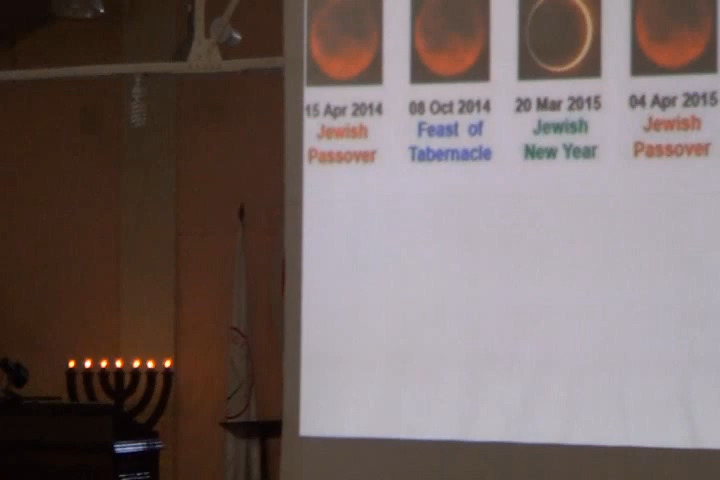 15 Apr 2014
Jewish
Passover
08 Oct 2014
Feast of
Tabernacle
20 Mar 2015
Jewish
New Year
04 Apr 2015
Jewish
Passover